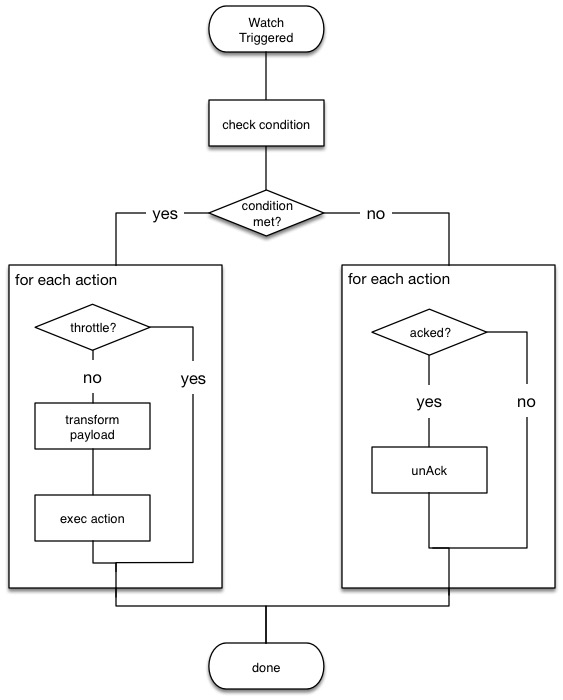 Watch
Triggered
check condition
condition
met?
yes
no
for each action
throttle?
no
yes
transform
payload
exec action
for each action
acked?
yes
no
unAck
done